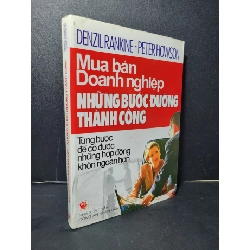 DENZIL RANKINE - PETER HOWSON
Mua bán
Doanh nghiệp
NHỮNG BƯỚC ĐƯỜNG
THÀNH CÔNG
Từng bước
để có được
những hợp đồng
khôn ngoan hơn